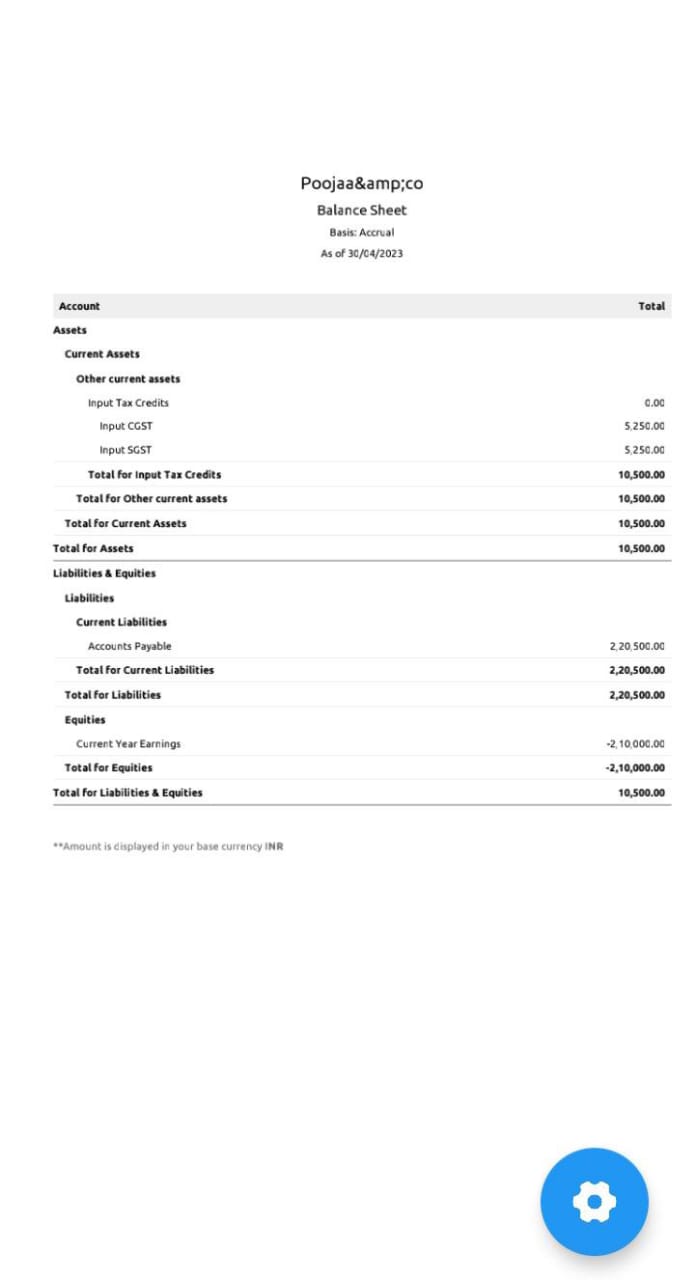 Poojaa&amp;co
Balance Sheet
Basis: Accrual
As of 30/04/2023
Account Total
Assets
Current Assets
Other current assets
Input Tax Credits 0.00
Input CGST 5,250.00
Input SGST 5,250.00
Total for Input Tax Credits 10,500.00
Total for Other current assets 10,500.00
Total for Current Assets 10,500.00
Total for Assets 10,500.00
Liabilities & Equities
Liabilities
Current Liabilities
Accounts Payable 2,20,500.00
Total for Current Liabilities 2,20,500.00
Total for Liabilities 2,20,500.00
Equities
Current Year Earnings -2,10,000.00
Total for Equities -2,10,000.00
Total for Liabilities & Equities 10,500.00
**Amount is displayed in your base currency INR